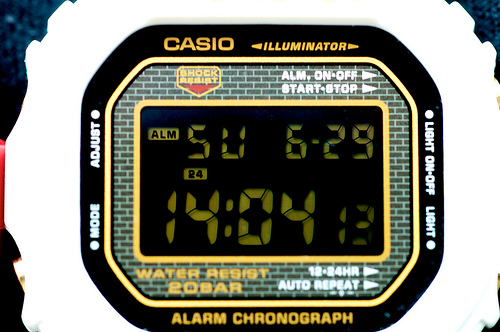 CASIO ◄ILLUMINATOR►
SHOCK RESIST
ALM. ON·OFF ►
START·STOP ►
ADJUST
MODE
LIGHT ON·OFF
LIGHT
ALM SU 6-29
24
14:04 13
WATER RESIST
20BAR
12·24HR ►
AUTO REPEAT ►
ALARM CHRONOGRAPH